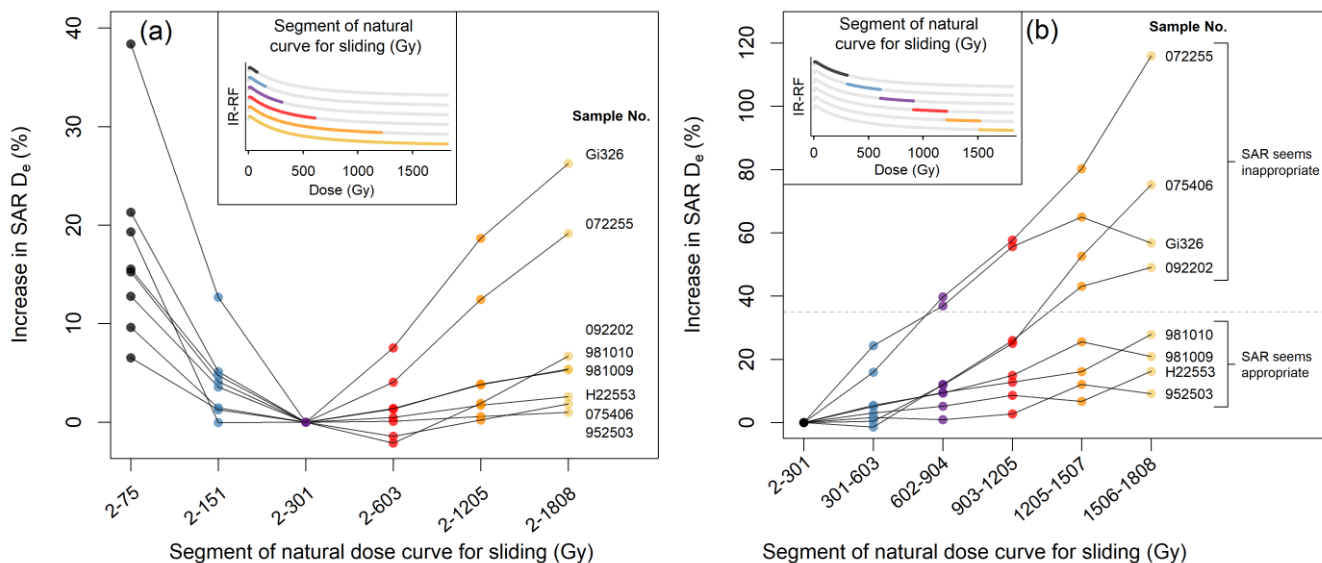 (a)
Segment of natural
curve for sliding (Gy)
IR-RF
0
500
1000
1500
Dose (Gy)
Sample No.
Gi326
072255
092202
981010
981009
H22553
075406
952503
40
30
20
10
0
Increase in SAR De (%)
2-75
2-151
2-301
2-603
2-1205
2-1808
Segment of natural dose curve for sliding (Gy)
(b)
Segment of natural
curve for sliding (Gy)
IR-RF
0
500
1000
1500
Dose (Gy)
Sample No.
072255
075406
Gi326
092202
SAR seems
inappropriate
981010
981009
H22553
952503
SAR seems
appropriate
120
100
80
60
40
20
0
Increase in SAR De (%)
2-301
301-603
602-904
903-1205
1205-1507
1506-1808
Segment of natural dose curve for sliding (Gy)